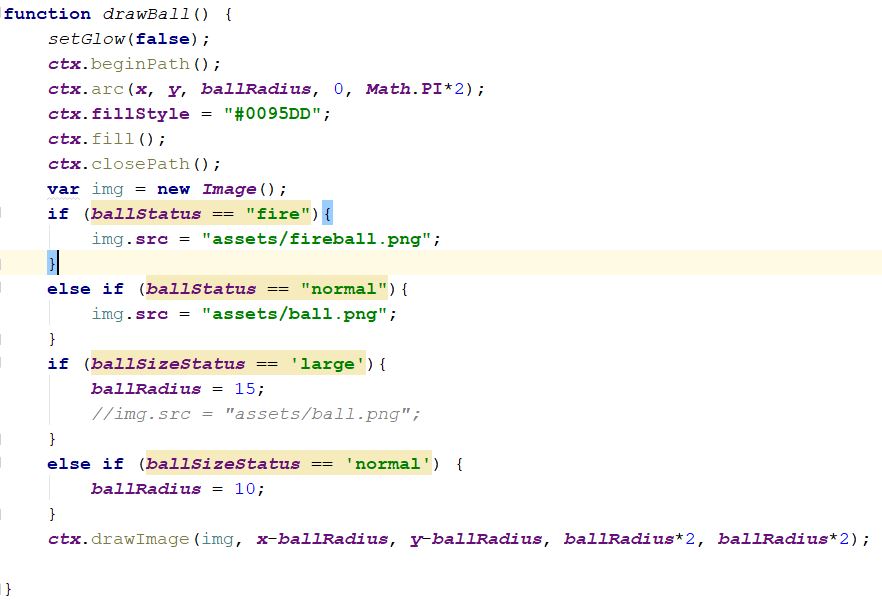 function drawBall() {
    setGlow(false);
    ctx.beginPath();
    ctx.arc(x, y, ballRadius, 0, Math.PI*2);
    ctx.fillStyle = "#0095DD";
    ctx.fill();
    ctx.closePath();
    var img = new Image();
    if (ballStatus == "fire"){
        img.src = "assets/fireball.png";
    }
    else if (ballStatus == "normal"){
        img.src = "assets/ball.png";
    }
    if (ballSizeStatus == 'large'){
        ballRadius = 15;
        //img.src = "assets/ball.png";
    }
    else if (ballSizeStatus == 'normal') {
        ballRadius = 10;
    }
    ctx.drawImage(img, x-ballRadius, y-ballRadius, ballRadius*2, ballRadius*2);

}